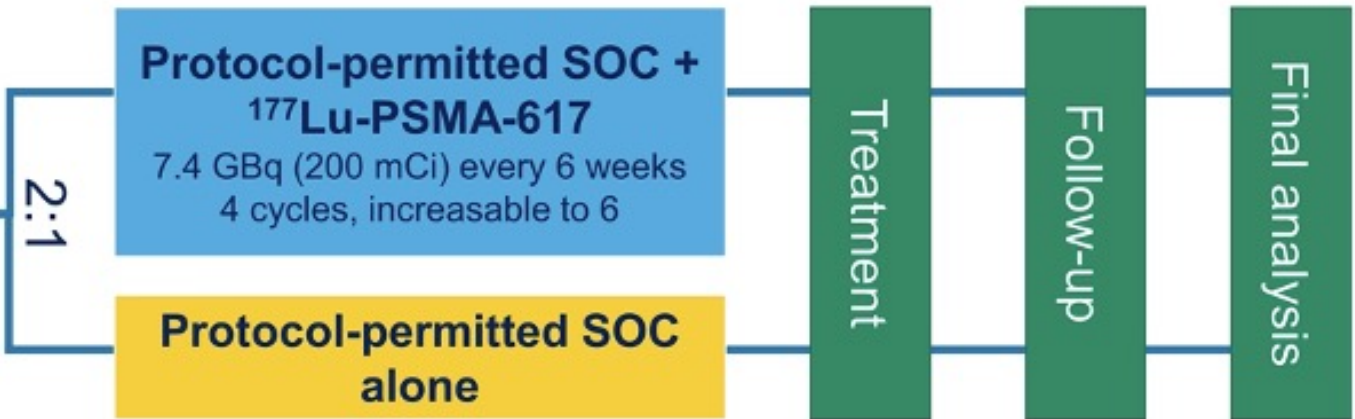 2:1
Protocol-permitted SOC +
¹⁷⁷Lu-PSMA-617
7.4 GBq (200 mCi) every 6 weeks
4 cycles, increasable to 6
Protocol-permitted SOC
alone
Treatment
Follow-up
Final analysis